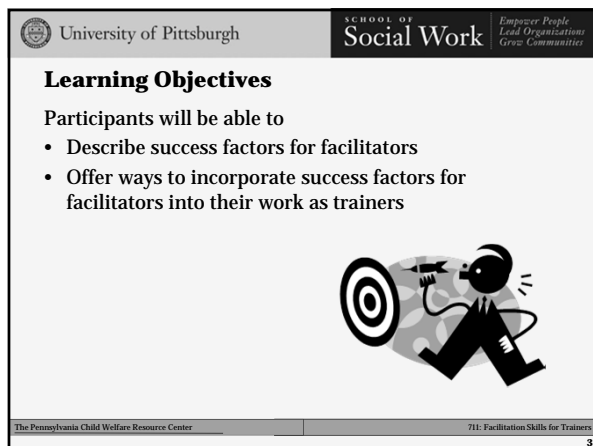 University of Pittsburgh
SCHOOL OF
Social Work
Empower People
Lead Organizations
Grow Communities
Learning Objectives
Participants will be able to
• Describe success factors for facilitators
• Offer ways to incorporate success factors for
facilitators into their work as trainers
The Pennsylvania Child Welfare Resource Center
711: Facilitation Skills for Trainers
3